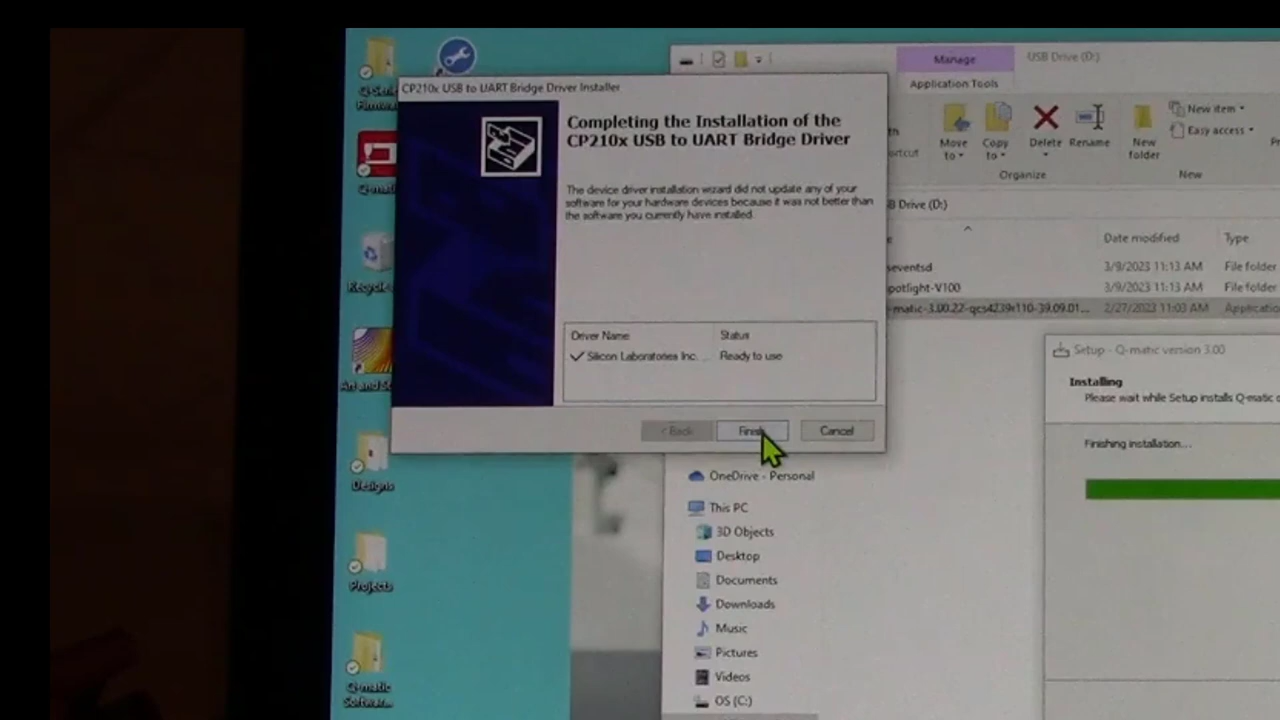 CP210x USB to UART Bridge Driver Installer
Completing the Installation of the
CP210x USB to UART Bridge Driver
The device driver installation wizard did not update any of your
software for your hardware devices because it was not better than
the software you currently have installed.
Driver Name
Status
Silicon Laboratories Inc. ...
Ready to use
< Back
Cancel
Manage
USB Drive (D:)
Application Tools
Move
to
Copy
to
Delete
Rename
New
folder
New item
Easy access
Organize
New
Drive (D:)
Date modified
Type
3/9/2023 11:13 AM
File folder
potlight-V100
3/9/2023 11:13 AM
File folder
-matic-3.00.22-qcs4239r110-39.09.01...
2/27/2023 11:03 AM
Applicatio
Setup - Q-matic version 3.00
Installing
Please wait while Setup installs Q-matic
Finishing installation...
OneDrive - Personal
This PC
3D Objects
Desktop
Documents
Downloads
Music
Pictures
Videos
OS (C:)
Recycle
Designs
Projects
Q-matic
Softwar...